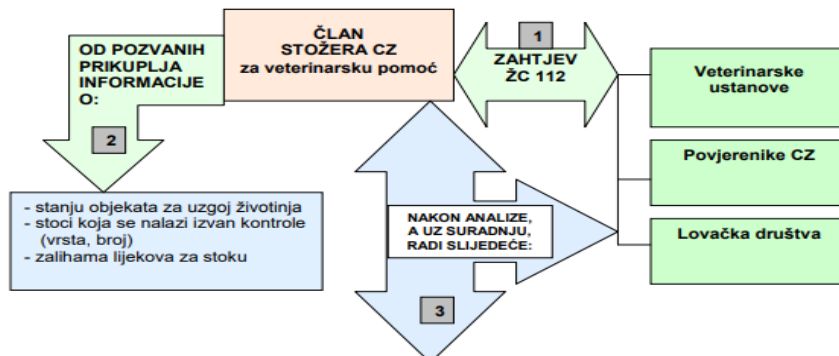 ČLAN
STOŽERA CZ
za veterinarsku pomoć
1
ZAHTJEV
ŽC 112
OD POZVANIH
PRIKUPLJA
INFORMACIJE
O:
2
- stanju objekata za uzgoj životinja
- stoci koja se nalazi izvan kontrole
(vrsta, broj)
- zalihama lijekova za stoku
Veterinarske
ustanove
Povjerenike CZ
Lovačka društva
NAKON ANALIZE,
A UZ SURADNJU,
RADI SLIJEDEĆE:
3